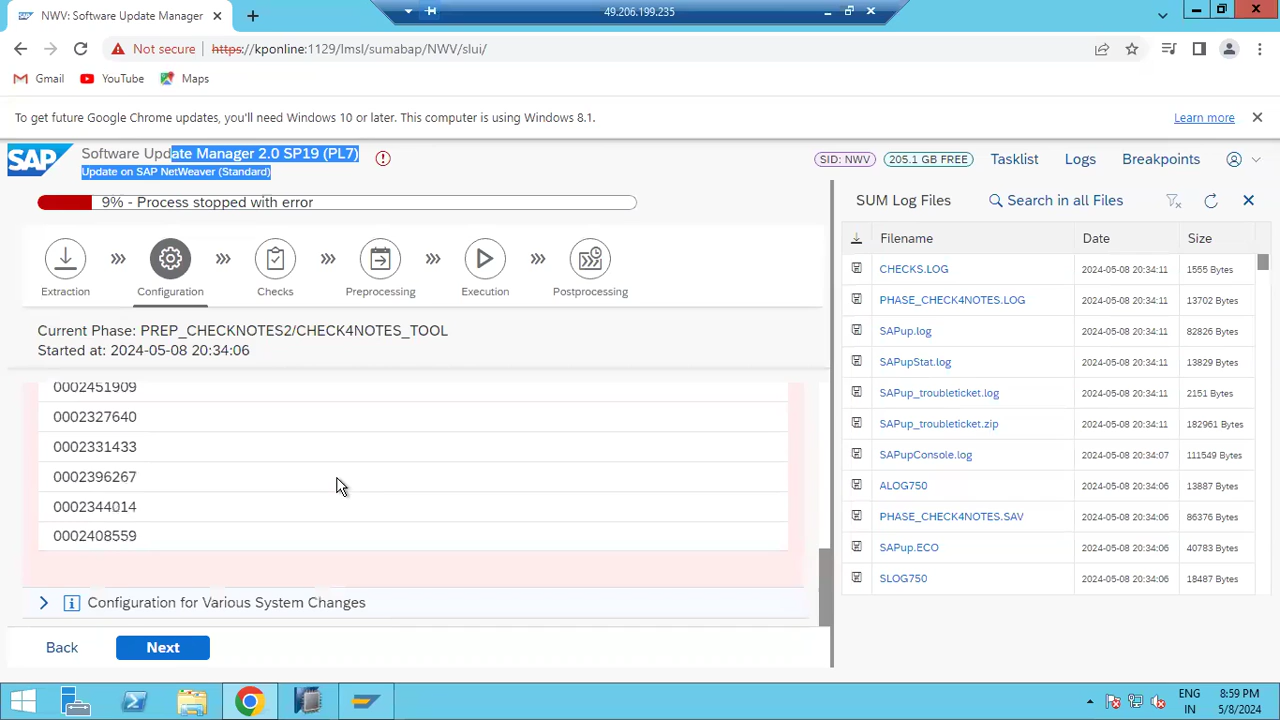 NWV: Software Update Manager
49.206.199.235
Not secure https://kponline:1129/lmsl/sumabap/NWV/slui/
Gmail YouTube Maps
To get future Google Chrome updates, you'll need Windows 10 or later. This computer is using Windows 8.1. Learn more
SAP Software Update Manager 2.0 SP19 (PL7)
Update on SAP NetWeaver (Standard)
SID: NWV 205.1 GB FREE Tasklist Logs Breakpoints
9% - Process stopped with error
Extraction Configuration Checks Preprocessing Execution Postprocessing
Current Phase: PREP_CHECKNOTES2/CHECK4NOTES_TOOL
Started at: 2024-05-08 20:34:06
0002451909
0002327640
0002331433
0002396267
0002344014
0002408559
Configuration for Various System Changes
Back Next
SUM Log Files Search in all Files
Filename Date Size
CHECKS.LOG 2024-05-08 20:34:11 1555 Bytes
PHASE_CHECK4NOTES.LOG 2024-05-08 20:34:11 13702 Bytes
SAPup.log 2024-05-08 20:34:11 82826 Bytes
SAPupStat.log 2024-05-08 20:34:11 13829 Bytes
SAPup_troubleticket.log 2024-05-08 20:34:11 2151 Bytes
SAPup_troubleticket.zip 2024-05-08 20:34:11 182961 Bytes
SAPupConsole.log 2024-05-08 20:34:07 111549 Bytes
ALOG750 2024-05-08 20:34:06 13887 Bytes
PHASE_CHECK4NOTES.SAV 2024-05-08 20:34:06 86376 Bytes
SAPup.ECO 2024-05-08 20:34:06 40783 Bytes
SLOG750 2024-05-08 20:34:06 18487 Bytes
ENG 8:59 PM
IN 5/8/2024